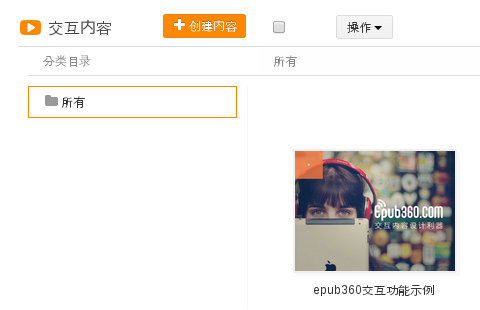 交互内容
创建内容
操作
分类目录
所有
所有
epub360.com
交互内容设计利器
epub360交互功能示例